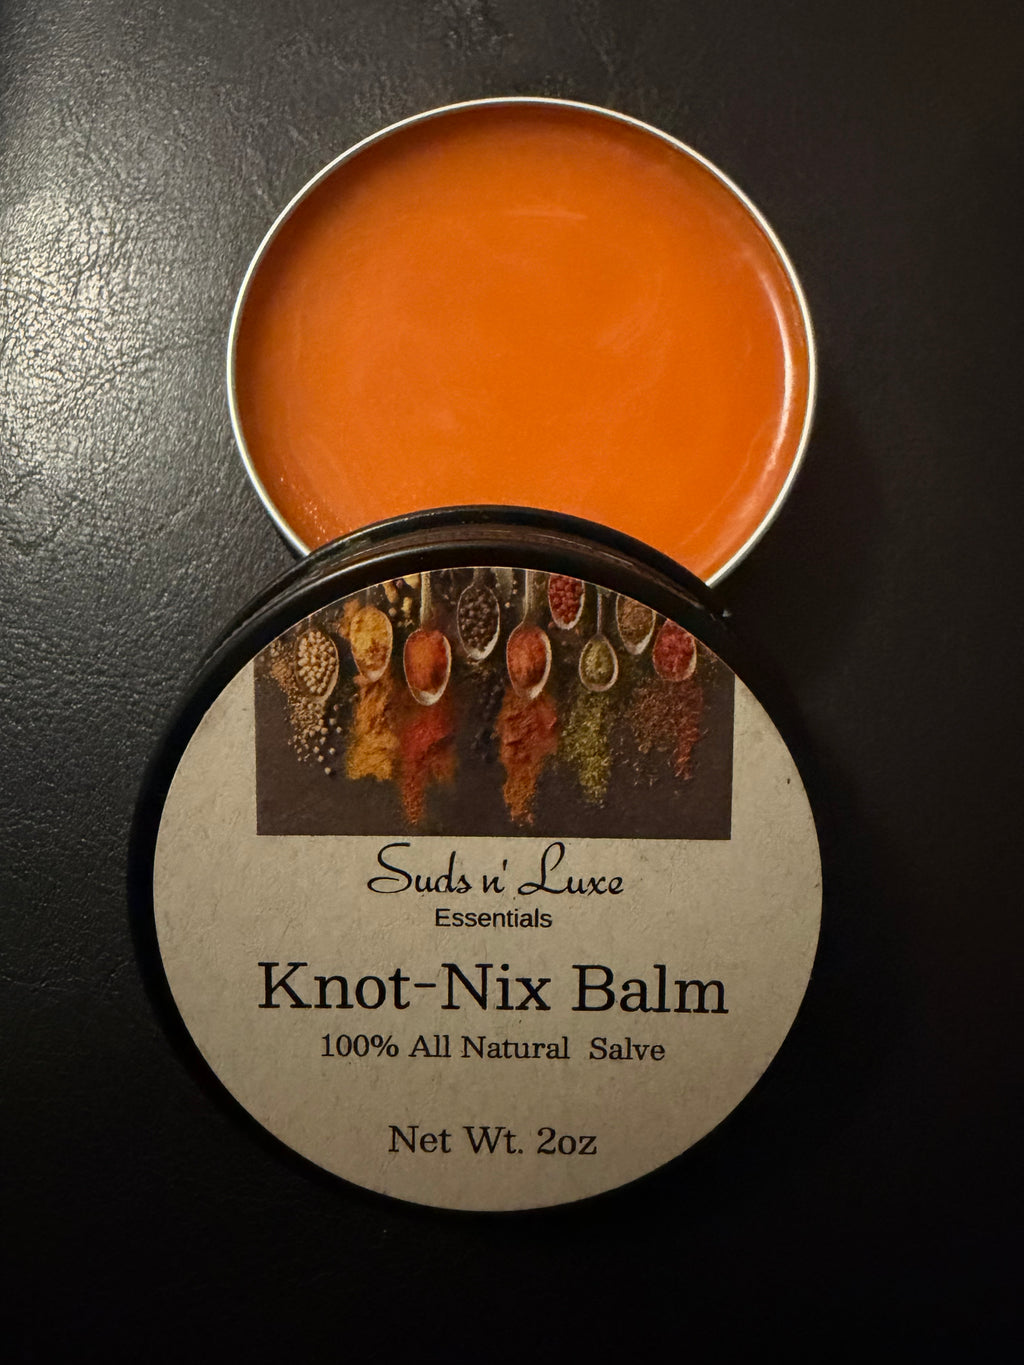 Suds n' Luxe
Essentials
Knot-Nix Balm
100% All Natural Salve
Net Wt. 2oz